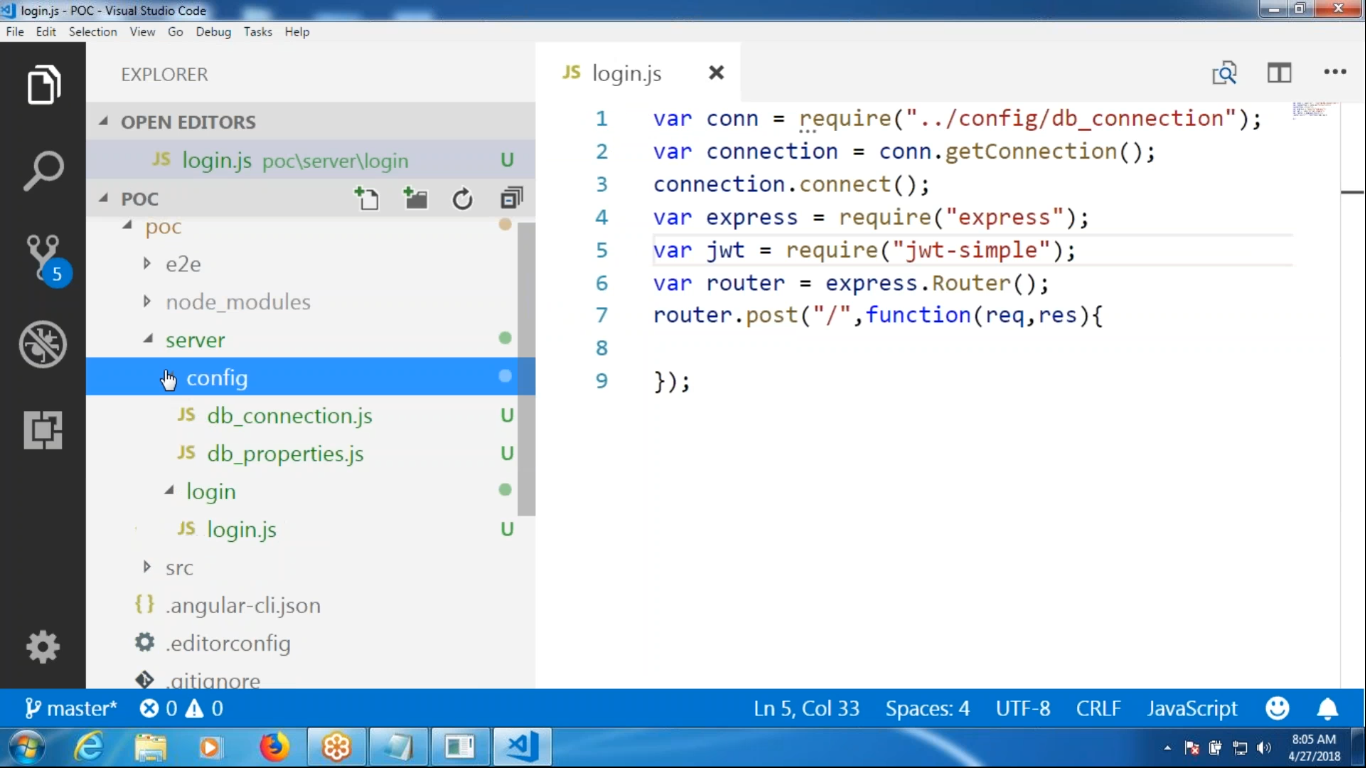 login.js - POC - Visual Studio Code
File Edit Selection View Go Debug Tasks Help
EXPLORER
OPEN EDITORS
JS login.js poc\server\login U
POC
poc
e2e
node_modules
server
config
JS db_connection.js U
JS db_properties.js U
login
JS login.js U
src
{} .angular-cli.json
.editorconfig
.gitignore
5
JS login.js
1 var conn = require("../config/db_connection");
2 var connection = conn.getConnection();
3 connection.connect();
4 var express = require("express");
5 var jwt = require("jwt-simple");
6 var router = express.Router();
7 router.post("/",function(req,res){
8
9 });
master* 0 0 Ln 5, Col 33 Spaces: 4 UTF-8 CRLF JavaScript
8:05 AM
4/27/2018